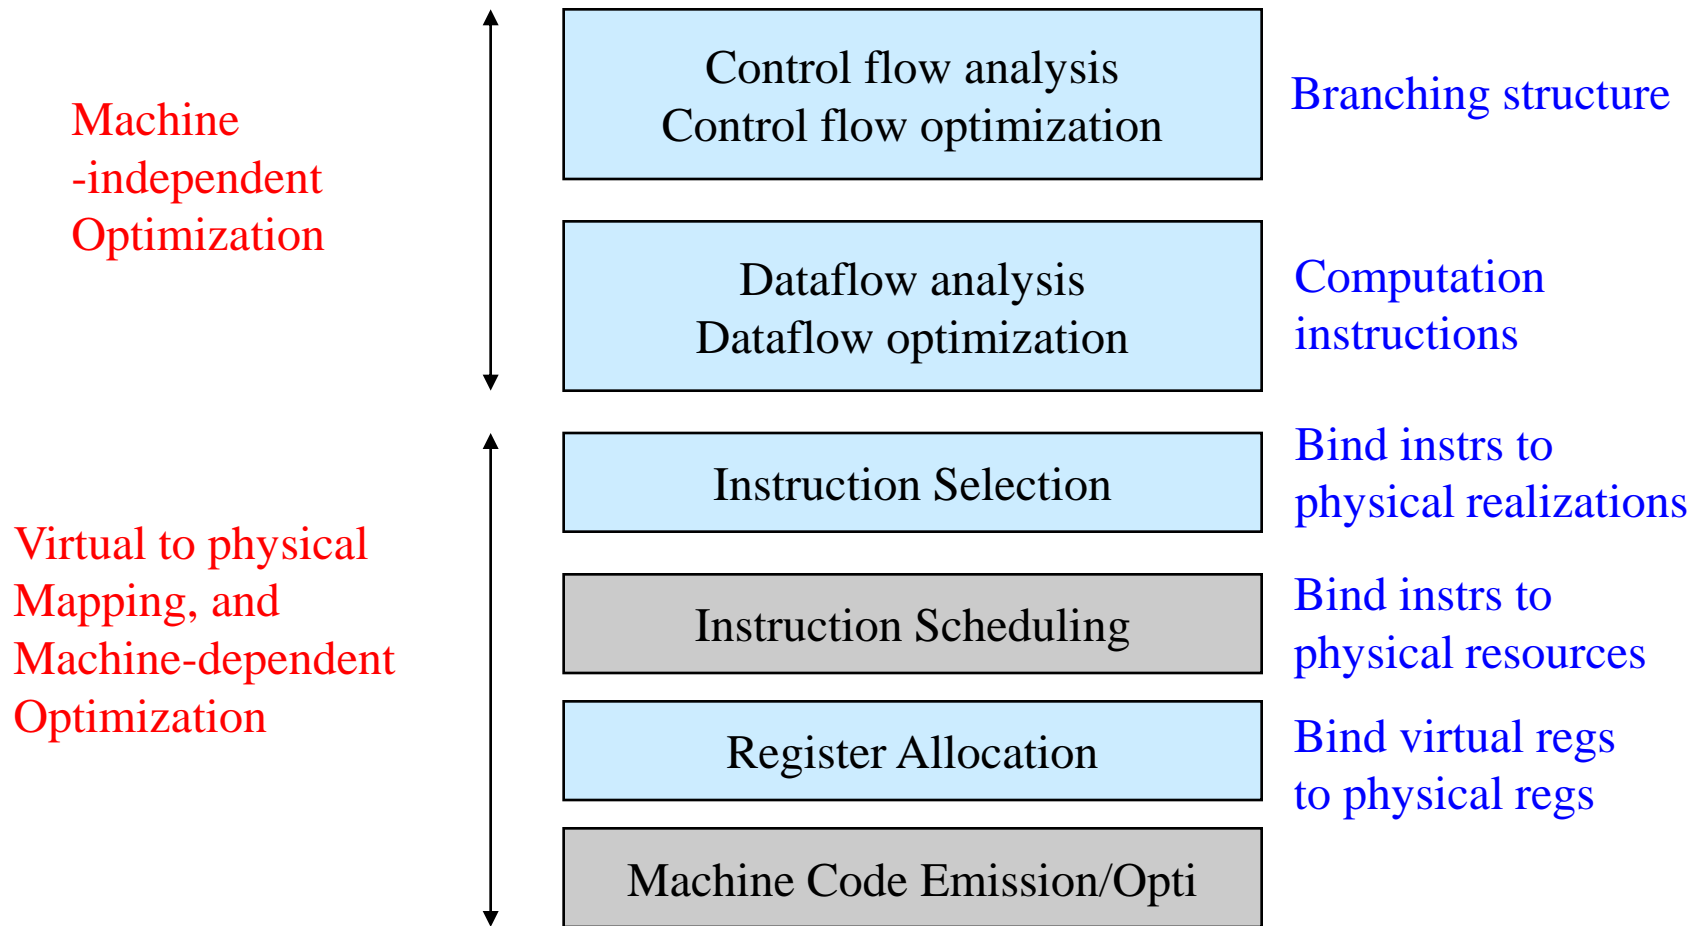 Machine
-independent
Optimization
Control flow analysis
Control flow optimization
Branching structure
Dataflow analysis
Dataflow optimization
Computation
instructions
Virtual to physical
Mapping, and
Machine-dependent
Optimization
Instruction Selection
Bind instrs to
physical realizations
Instruction Scheduling
Bind instrs to
physical resources
Register Allocation
Bind virtual regs
to physical regs
Machine Code Emission/Opti